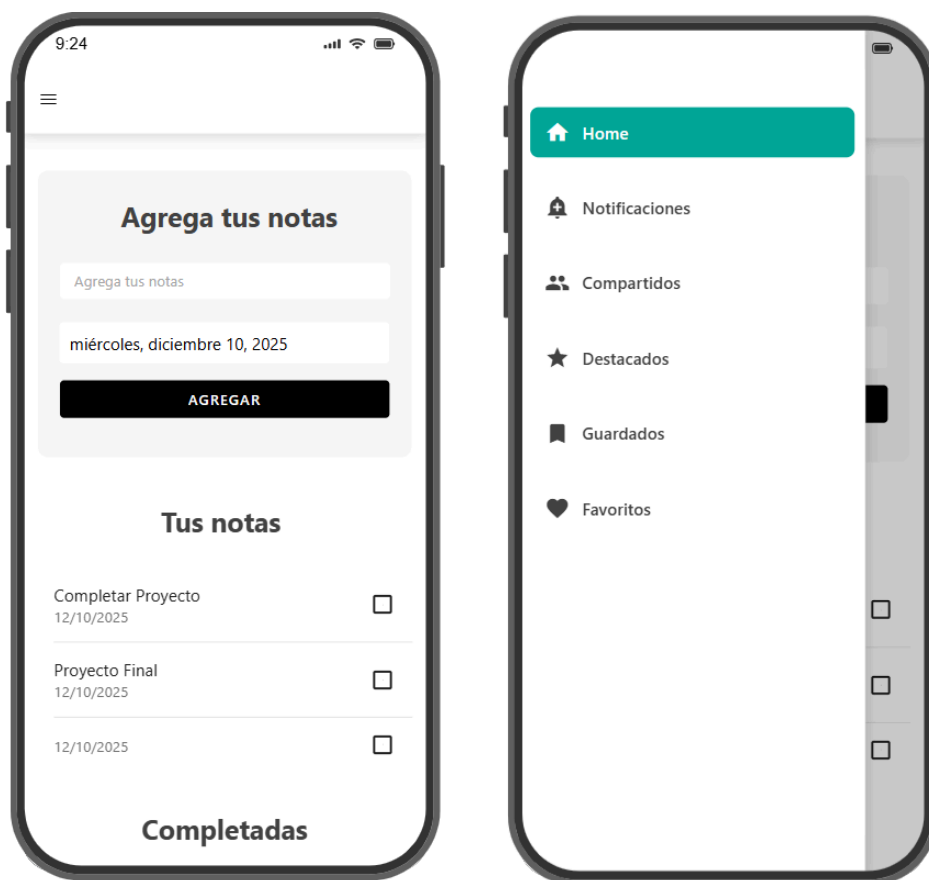 9:24
Agrega tus notas
Agrega tus notas
miércoles, diciembre 10, 2025
AGREGAR
Tus notas
Completar Proyecto
12/10/2025
Proyecto Final
12/10/2025
12/10/2025
Completadas
Home
Notificaciones
Compartidos
Destacados
Guardados
Favoritos